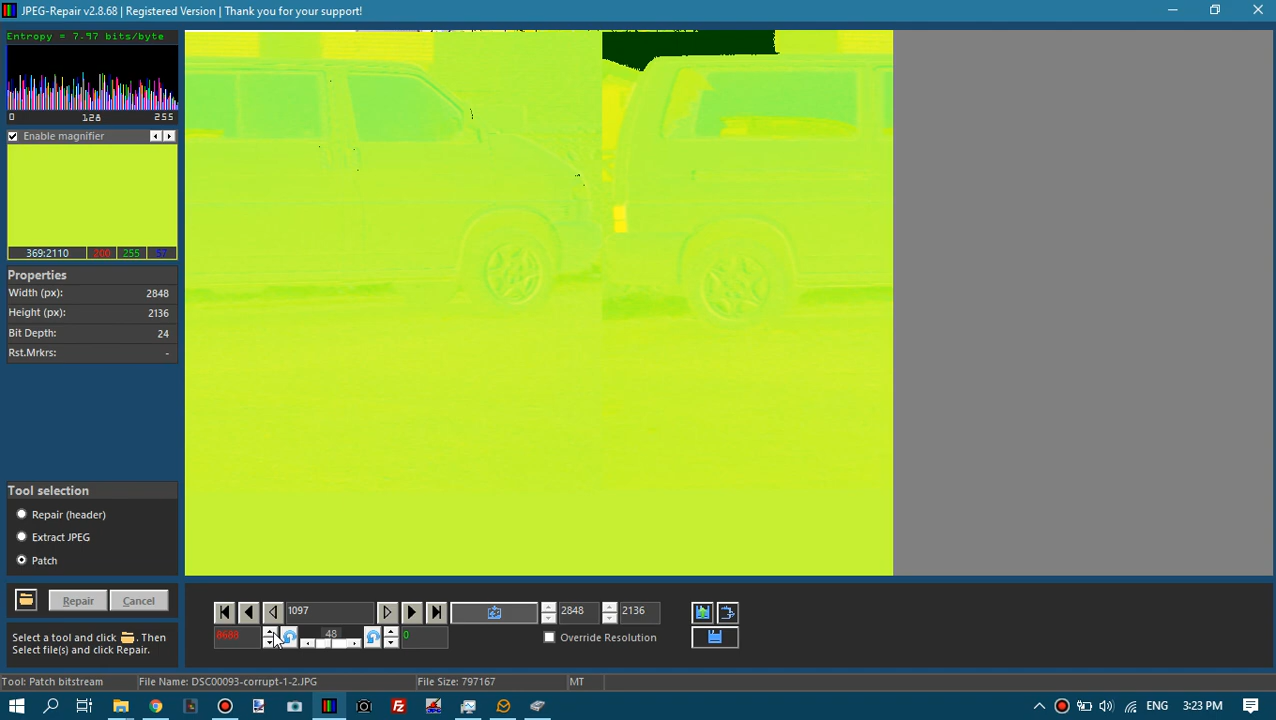 JPEG-Repair v2.8.68 | Registered Version | Thank you for your support!
Entropy = 7.97 bits/byte
0 128 255
Enable magnifier
369:2110 200 255 57
Properties
Width (px): 2848
Height (px): 2136
Bit Depth: 24
Rst.Mrkrs: -
Tool selection
Repair (header)
Extract JPEG
Patch
Repair Cancel
Select a tool and click . Then
Select file(s) and click Repair.
1097 2848 2136
48 0 Override Resolution
Tool: Patch bitstream File Name: DSC00093-corrupt-1-2.JPG File Size: 797167 MT
ENG 3:23 PM